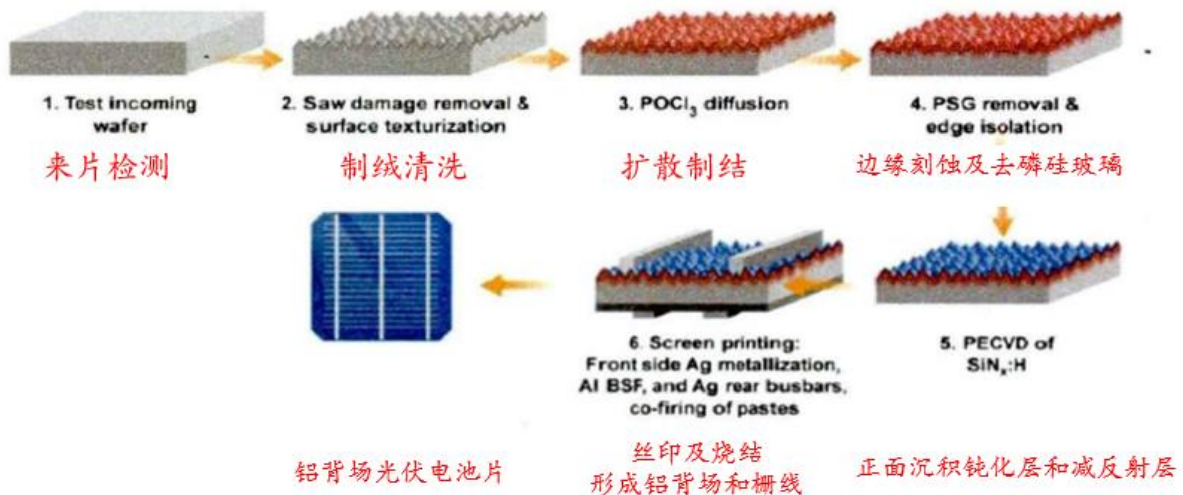 1. Test incoming
wafer
来片检测
2. Saw damage removal &
surface texturization
制绒清洗
3. POCl₃ diffusion
扩散制结
4. PSG removal &
edge isolation
边缘刻蚀及去磷硅玻璃
5. PECVD of
SiNₓ:H
正面沉积钝化层和减反射层
6. Screen printing:
Front side Ag metallization,
Al BSF, and Ag rear busbars,
co-firing of pastes
丝印及烧结
形成铝背场和栅线
铝背场光伏电池片